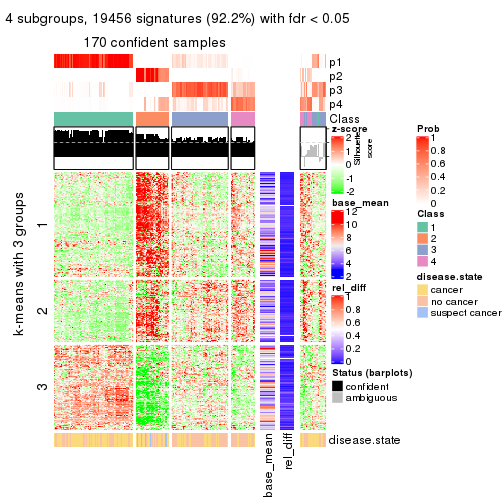 4 subgroups, 19456 signatures (92.2%) with fdr < 0.05
170 confident samples
p1
p2
p3
p4
Class
Silhouette score
k-means with 3 groups
1
2
3
base_mean
rel_diff
disease.state
z-score
2
1
0
-1
-2
base_mean
12
10
8
6
4
2
rel_diff
1
0.8
0.6
0.4
0.2
0
Status (barplots)
confident
ambiguous
Prob
1
0.8
0.6
0.4
0.2
0
Class
1
2
3
4
disease.state
cancer
no cancer
suspect cancer